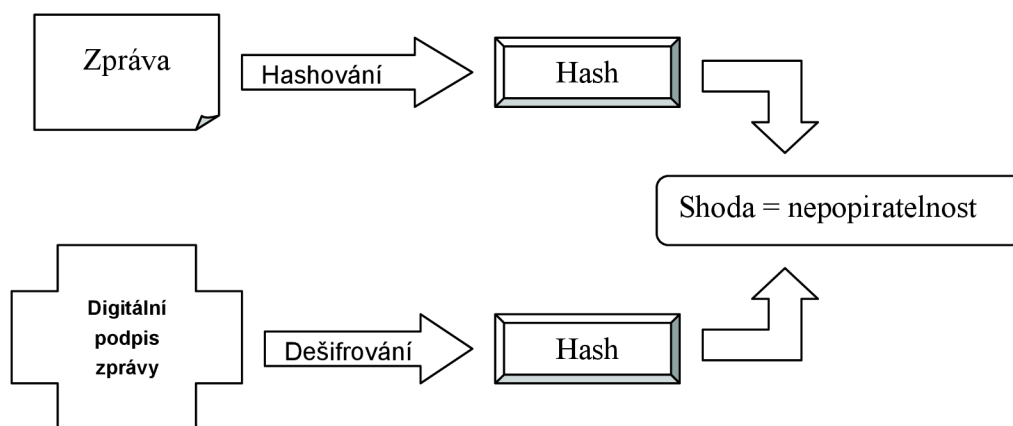 Zpráva
Hashování
Hash
Shoda = nepopiratelnost
Digitální
podpis
zprávy
Dešifrování
Hash